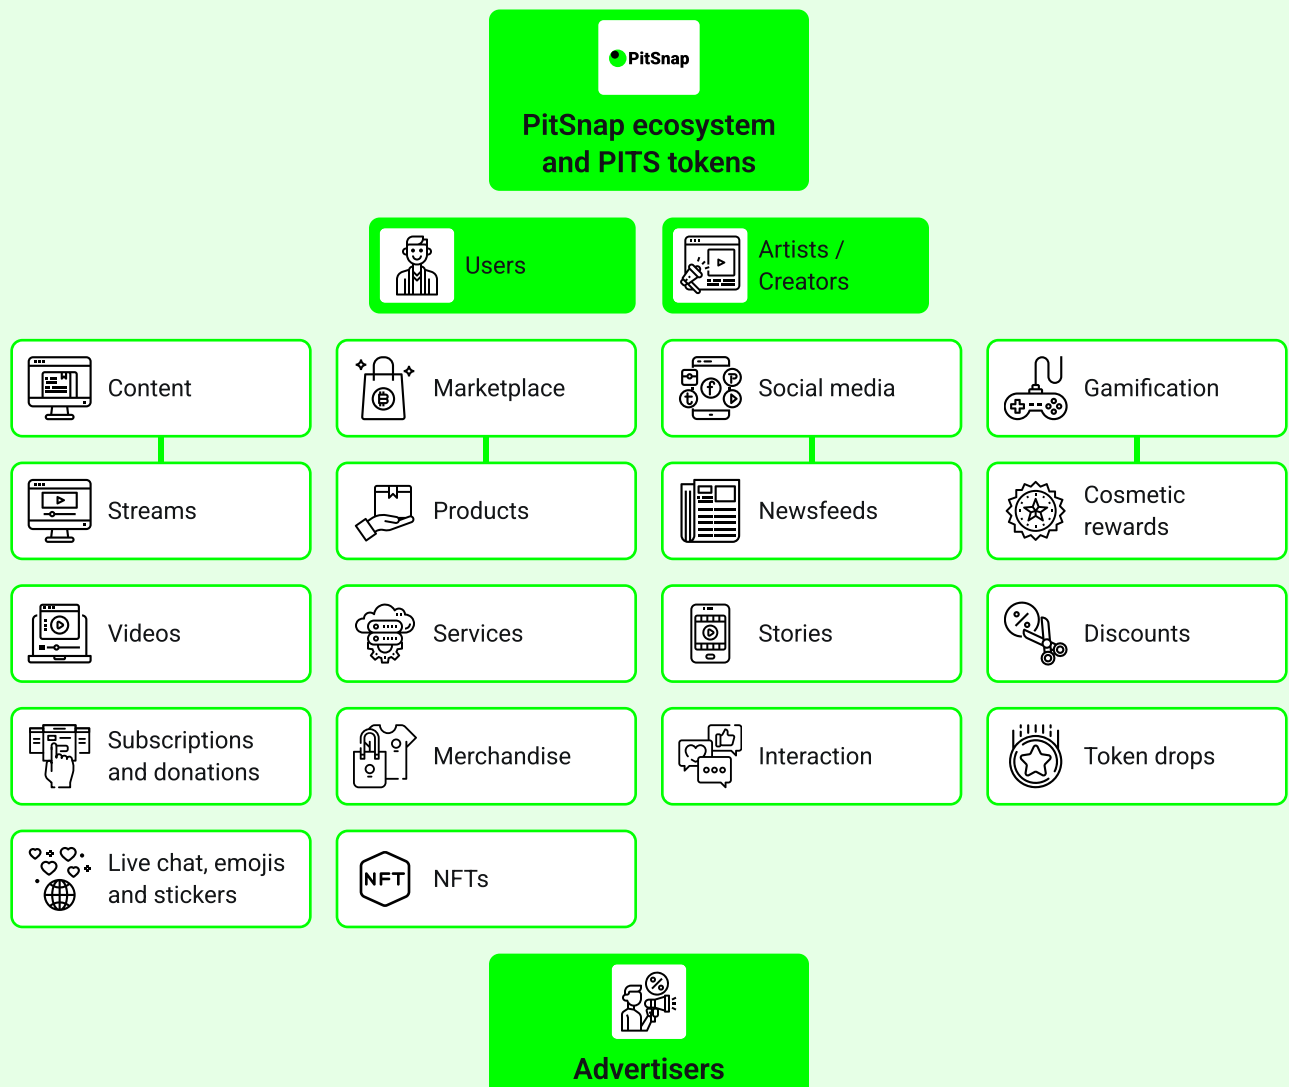 PitSnap
PitSnap ecosystem
and PITS tokens
Users
Artists /
Creators
Content
Marketplace
Social media
Gamification
Streams
Products
Newsfeeds
Cosmetic
rewards
Videos
Services
Stories
Discounts
Subscriptions
and donations
Merchandise
Interaction
Token drops
Live chat, emojis
and stickers
NFT
NFTs
Advertisers